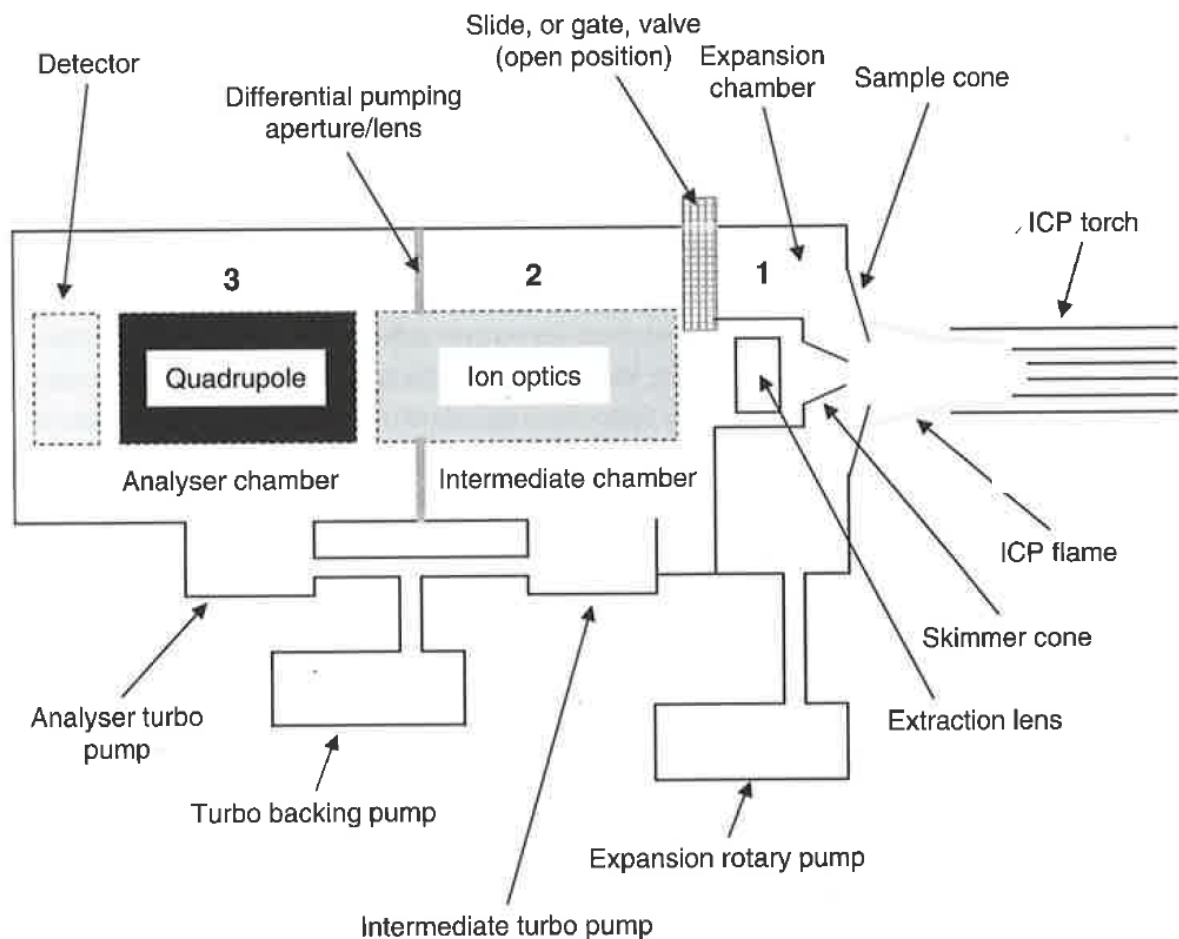 Slide, or gate, valve
(open position)
Detector
Expansion
chamber
Sample cone
Differential pumping
aperture/lens
ICP torch
3
2
1
Quadrupole
Ion optics
Analyser chamber
Intermediate chamber
ICP flame
Skimmer cone
Analyser turbo
pump
Extraction lens
Turbo backing pump
Expansion rotary pump
Intermediate turbo pump